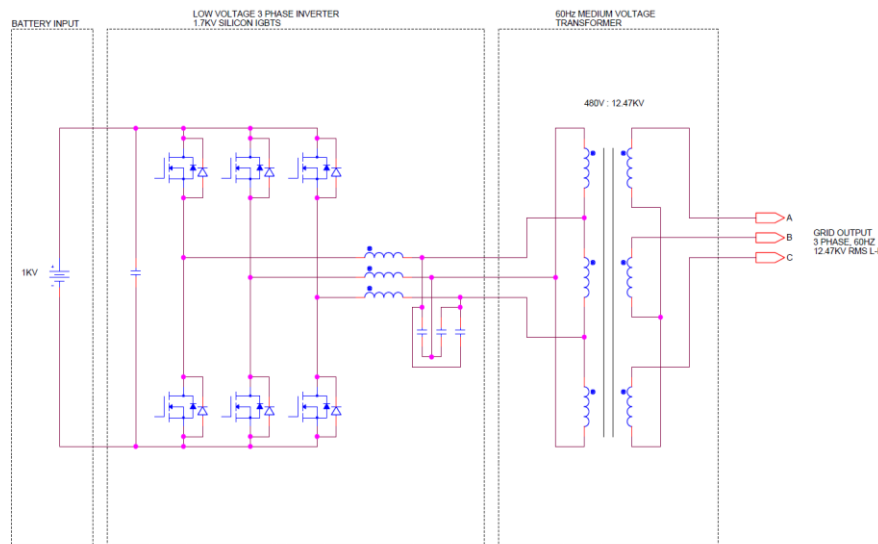 BATTERY INPUT
LOW VOLTAGE 3 PHASE INVERTER
1.7KV SILICON IGBTS
60Hz MEDIUM VOLTAGE
TRANSFORMER
480V : 12.47KV
1KV
A
B
C
GRID OUTPUT
3 PHASE, 60HZ
12.47KV RMS L-